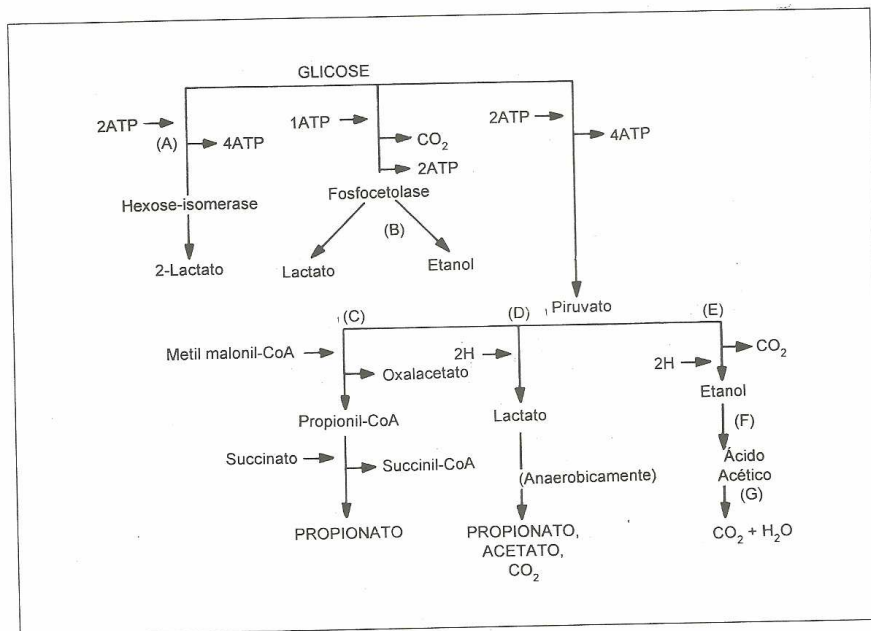 GLICOSE
2ATP
(A)
4ATP
Hexose-isomerase
2-Lactato
1ATP
CO₂
2ATP
Fosfocetolase
(B)
Lactato
Etanol
2ATP
4ATP
Piruvato
(C)
(D)
(E)
Metil malonil-CoA
Oxalacetato
Propionil-CoA
Succinato
Succinil-CoA
PROPIONATO
2H
Lactato
(Anaerobicamente)
PROPIONATO,
ACETATO,
CO₂
CO₂
2H
Etanol
(F)
Ácido
Acético
(G)
CO₂ + H₂O